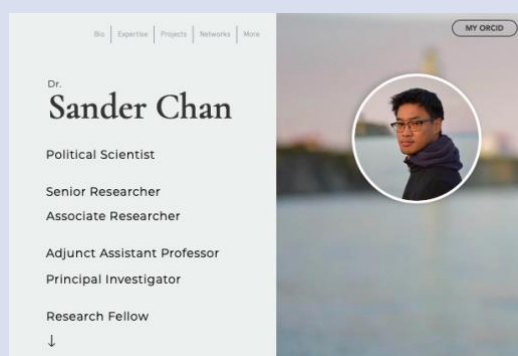 Bio
Expertise
Projects
Networks
More
MY ORCID
Dr.
Sander Chan
Political Scientist
Senior Researcher
Associate Researcher
Adjunct Assistant Professor
Principal Investigator
Research Fellow
↓